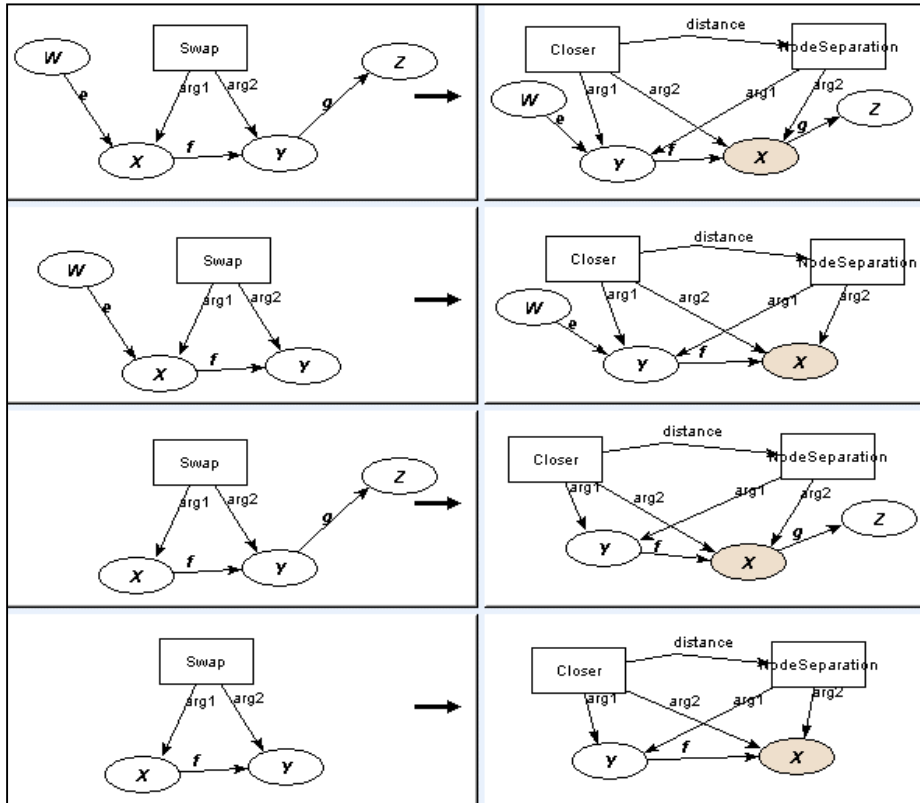 W Swap Z
e arg1 arg2 g
X f Y
Closer distance NodeSeparation
W arg1 arg2 arg1 arg2 Z
e g
Y f X
W Swap
e arg1 arg2
X f Y
Closer distance NodeSeparation
W arg1 arg2 arg1 arg2
e
Y f X
Swap Z
arg1 arg2 g
X f Y
Closer distance NodeSeparation
arg1 arg2 arg1 arg2 Z
g
Y f X
Swap
arg1 arg2
X f Y
Closer distance NodeSeparation
arg1 arg2 arg1 arg2
Y f X